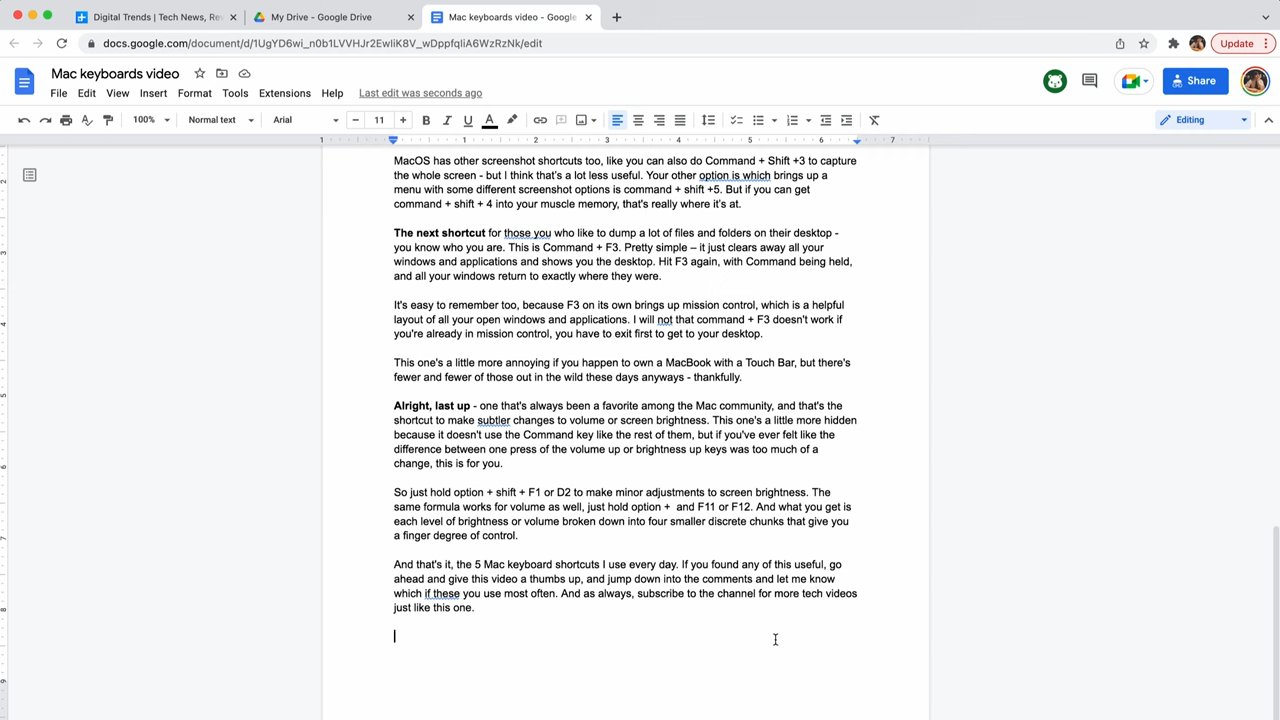 Digital Trends | Tech News, Re
My Drive - Google Drive
Mac keyboards video - Google
docs.google.com/document/d/1UgYD6wi_n0b1LVVHJr2EwIiK8V_wDppfqIiA6WzRzNk/edit
Update
Mac keyboards video
File Edit View Insert Format Tools Extensions Help Last edit was seconds ago
Share
100% Normal text Arial 11 B I U A Editing
1 1 2 3 4 5 6 7
2
3
4
5
6
7
8
9
MacOS has other screenshot shortcuts too, like you can also do Command + Shift +3 to capture
the whole screen - but I think that's a lot less useful. Your other option is which brings up a
menu with some different screenshot options is command + shift +5. But if you can get
command + shift + 4 into your muscle memory, that's really where it's at.
The next shortcut for those you who like to dump a lot of files and folders on their desktop -
you know who you are. This is Command + F3. Pretty simple – it just clears away all your
windows and applications and shows you the desktop. Hit F3 again, with Command being held,
and all your windows return to exactly where they were.
It's easy to remember too, because F3 on its own brings up mission control, which is a helpful
layout of all your open windows and applications. I will not that command + F3 doesn't work if
you're already in mission control, you have to exit first to get to your desktop.
This one's a little more annoying if you happen to own a MacBook with a Touch Bar, but there's
fewer and fewer of those out in the wild these days anyways - thankfully.
Alright, last up - one that's always been a favorite among the Mac community, and that's the
shortcut to make subtler changes to volume or screen brightness. This one's a little more hidden
because it doesn't use the Command key like the rest of them, but if you've ever felt like the
difference between one press of the volume up or brightness up keys was too much of a
change, this is for you.
So just hold option + shift + F1 or D2 to make minor adjustments to screen brightness. The
same formula works for volume as well, just hold option +  and F11 or F12. And what you get is
each level of brightness or volume broken down into four smaller discrete chunks that give you
a finger degree of control.
And that's it, the 5 Mac keyboard shortcuts I use every day. If you found any of this useful, go
ahead and give this video a thumbs up, and jump down into the comments and let me know
which if these you use most often. And as always, subscribe to the channel for more tech videos
just like this one.